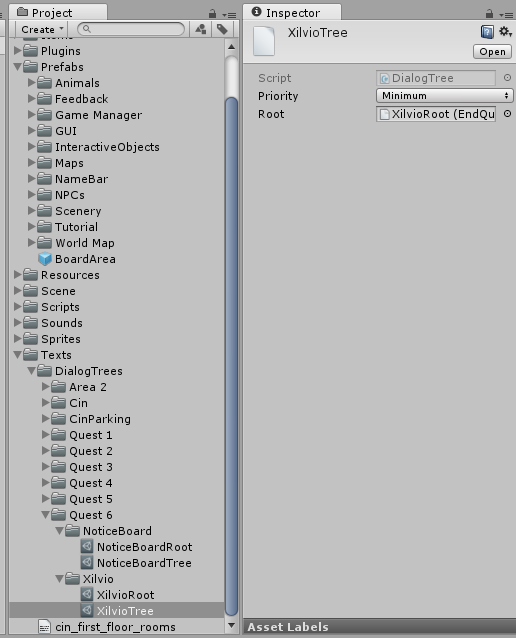 Project
Create
Items
Plugins
Prefabs
Animals
Feedback
Game Manager
GUI
InteractiveObjects
Maps
NameBar
NPCs
Scenery
Tutorial
World Map
BoardArea
Resources
Scene
Scripts
Sounds
Sprites
Texts
DialogTrees
Area 2
Cin
CinParking
Quest 1
Quest 2
Quest 3
Quest 4
Quest 5
Quest 6
NoticeBoard
NoticeBoardRoot
NoticeBoardTree
Xilvio
XilvioRoot
XilvioTree
cin_first_floor_rooms
Inspector
XilvioTree
Open
Script DialogTree
Priority Minimum
Root XilvioRoot (EndQu
Asset Labels